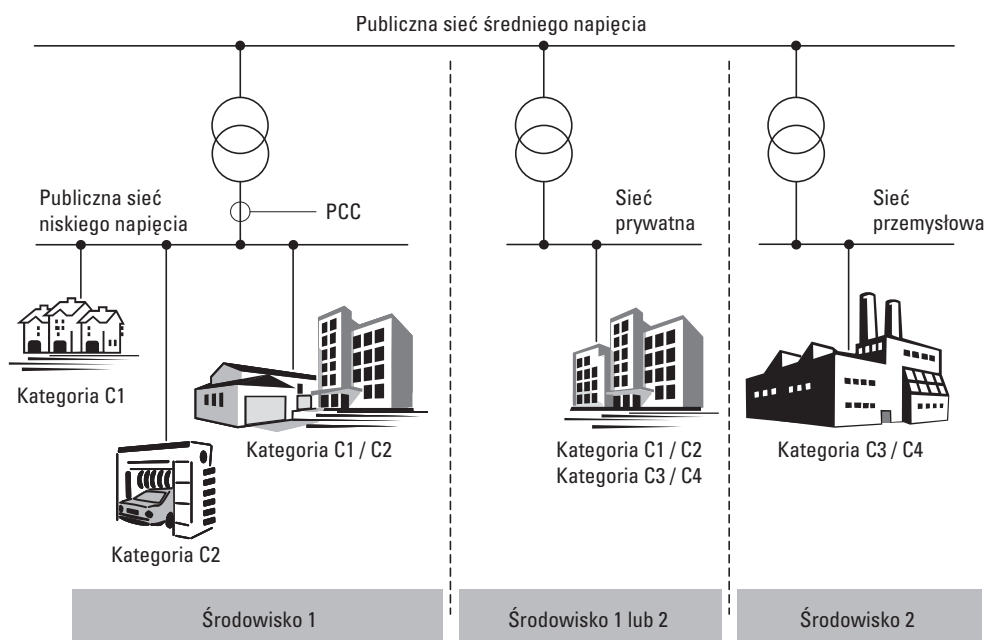 Publiczna sieć średniego napięcia
Publiczna sieć
niskiego napięcia
PCC
Sieć
prywatna
Sieć
przemysłowa
Kategoria C1
Kategoria C1 / C2
Kategoria C2
Kategoria C1 / C2
Kategoria C3 / C4
Kategoria C3 / C4
Środowisko 1
Środowisko 1 lub 2
Środowisko 2